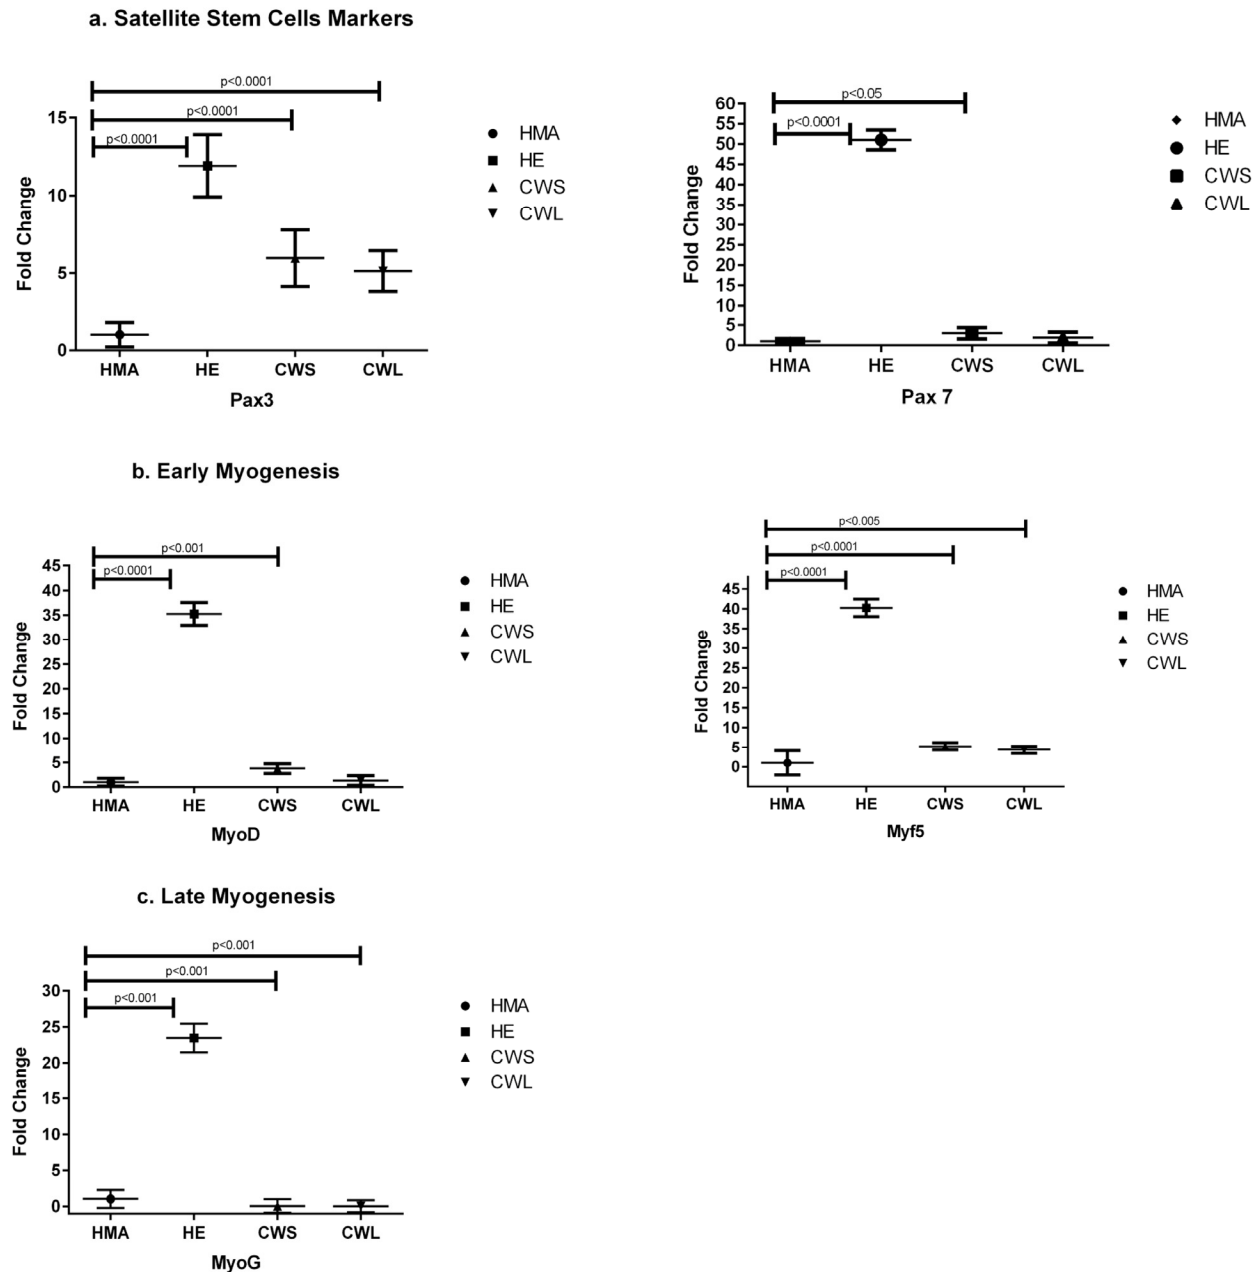 a. Satellite Stem Cells Markers
p<0.0001
p<0.0001
p<0.0001
15
10
5
0
Fold Change
HMA
HE
CWS
CWL
Pax3
HMA
HE
CWS
CWL
p<0.05
p<0.0001
60
55
50
45
40
35
30
25
20
15
10
5
0
Fold Change
HMA
HE
CWS
CWL
Pax 7
HMA
HE
CWS
CWL
b. Early Myogenesis
p<0.001
p<0.0001
45
40
35
30
25
20
15
10
5
0
Fold Change
HMA
HE
CWS
CWL
MyoD
HMA
HE
CWS
CWL
p<0.005
p<0.0001
p<0.0001
45
40
35
30
25
20
15
10
5
0
Fold Change
HMA
HE
CWS
CWL
Myf5
HMA
HE
CWS
CWL
c. Late Myogenesis
p<0.001
p<0.001
p<0.001
30
25
20
15
10
5
0
Fold Change
HMA
HE
CWS
CWL
MyoG
HMA
HE
CWS
CWL